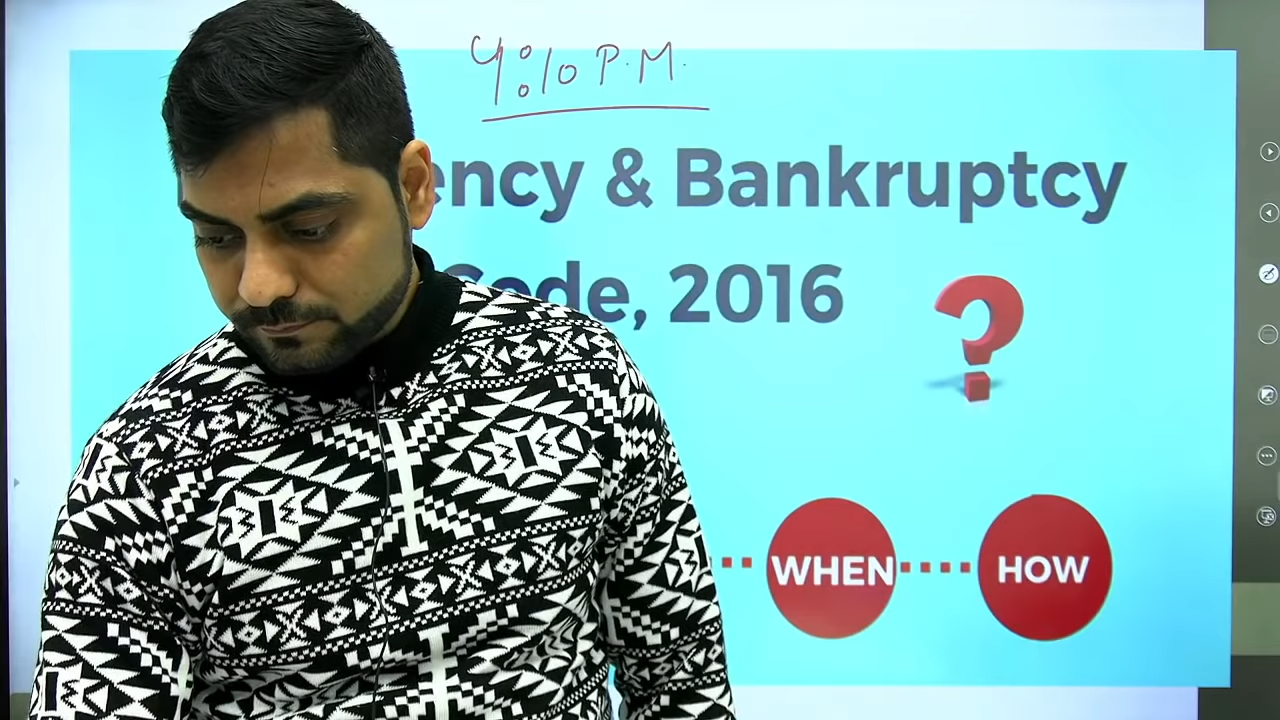 4:10 P.M.
ency & Bankruptcy
Code, 2016
?
WHEN
HOW